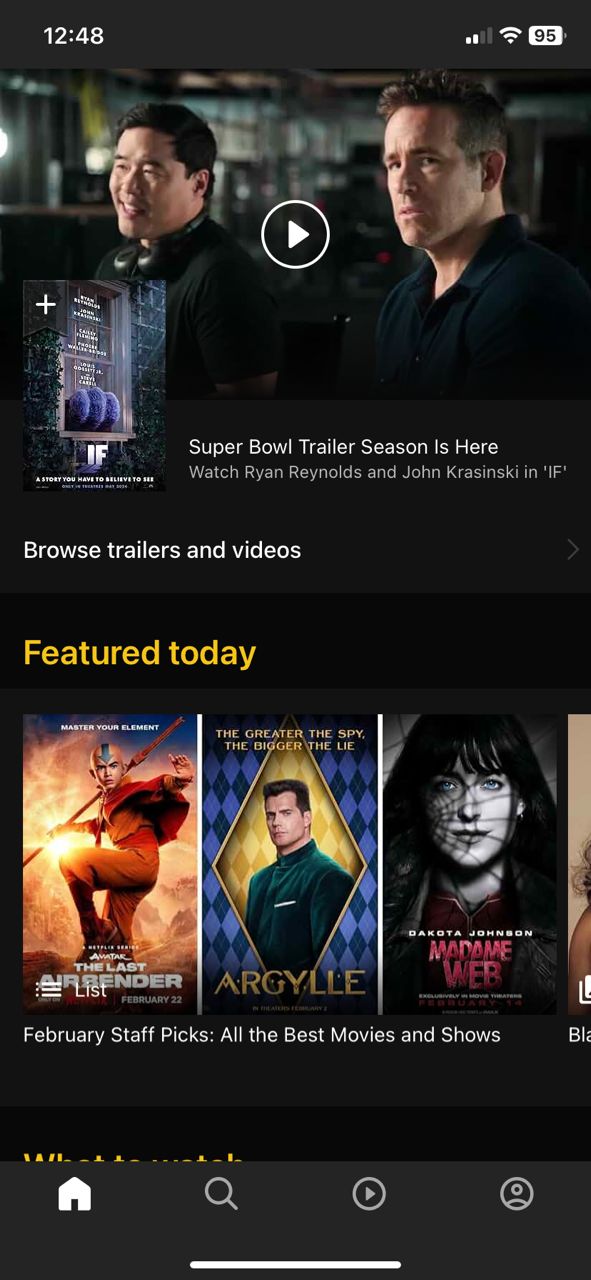 12:48
95
RYAN
REYNOLDS
JOHN
KRASINSKI
CAILEY
FLEMING
PHOEBE
WALLER-BRIDGE
LOUIS
GOSSETT JR.
AND
STEVE
CARELL
IF
A STORY YOU HAVE TO BELIEVE TO SEE
ONLY IN THEATRES MAY 2024
Super Bowl Trailer Season Is Here
Watch Ryan Reynolds and John Krasinski in 'IF'
Browse trailers and videos
Featured today
MASTER YOUR ELEMENT
A NETFLIX SERIES
AVATAR
THE LAST
AIRBENDER
List
FEBRUARY 22
THE GREATER THE SPY,
THE BIGGER THE LIE
ARGYLLE
IN THEATERS FEBRUARY 2
DAKOTA JOHNSON
MADAME
WEB
EXCLUSIVELY IN MOVIE THEATERS
FEBRUARY 14
February Staff Picks: All the Best Movies and Shows
Bla
What to watch